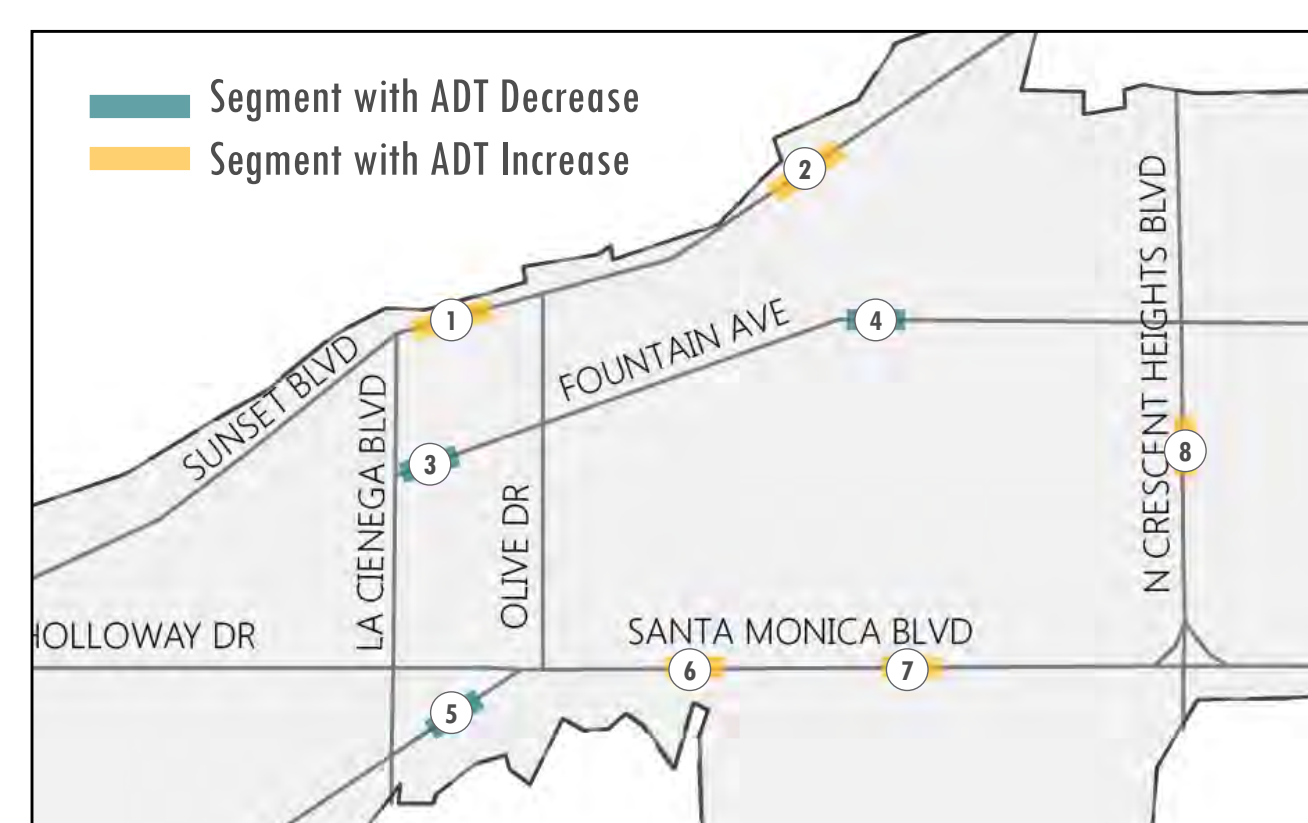 Segment with ADT Decrease
Segment with ADT Increase
2
N CRESCENT HEIGHTS BLVD
1
FOUNTAIN AVE
4
SUNSET BLVD
LA CIENEGA BLVD
3
8
OLIVE DR
HOLLOWAY DR
SANTA MONICA BLVD
6
7
5